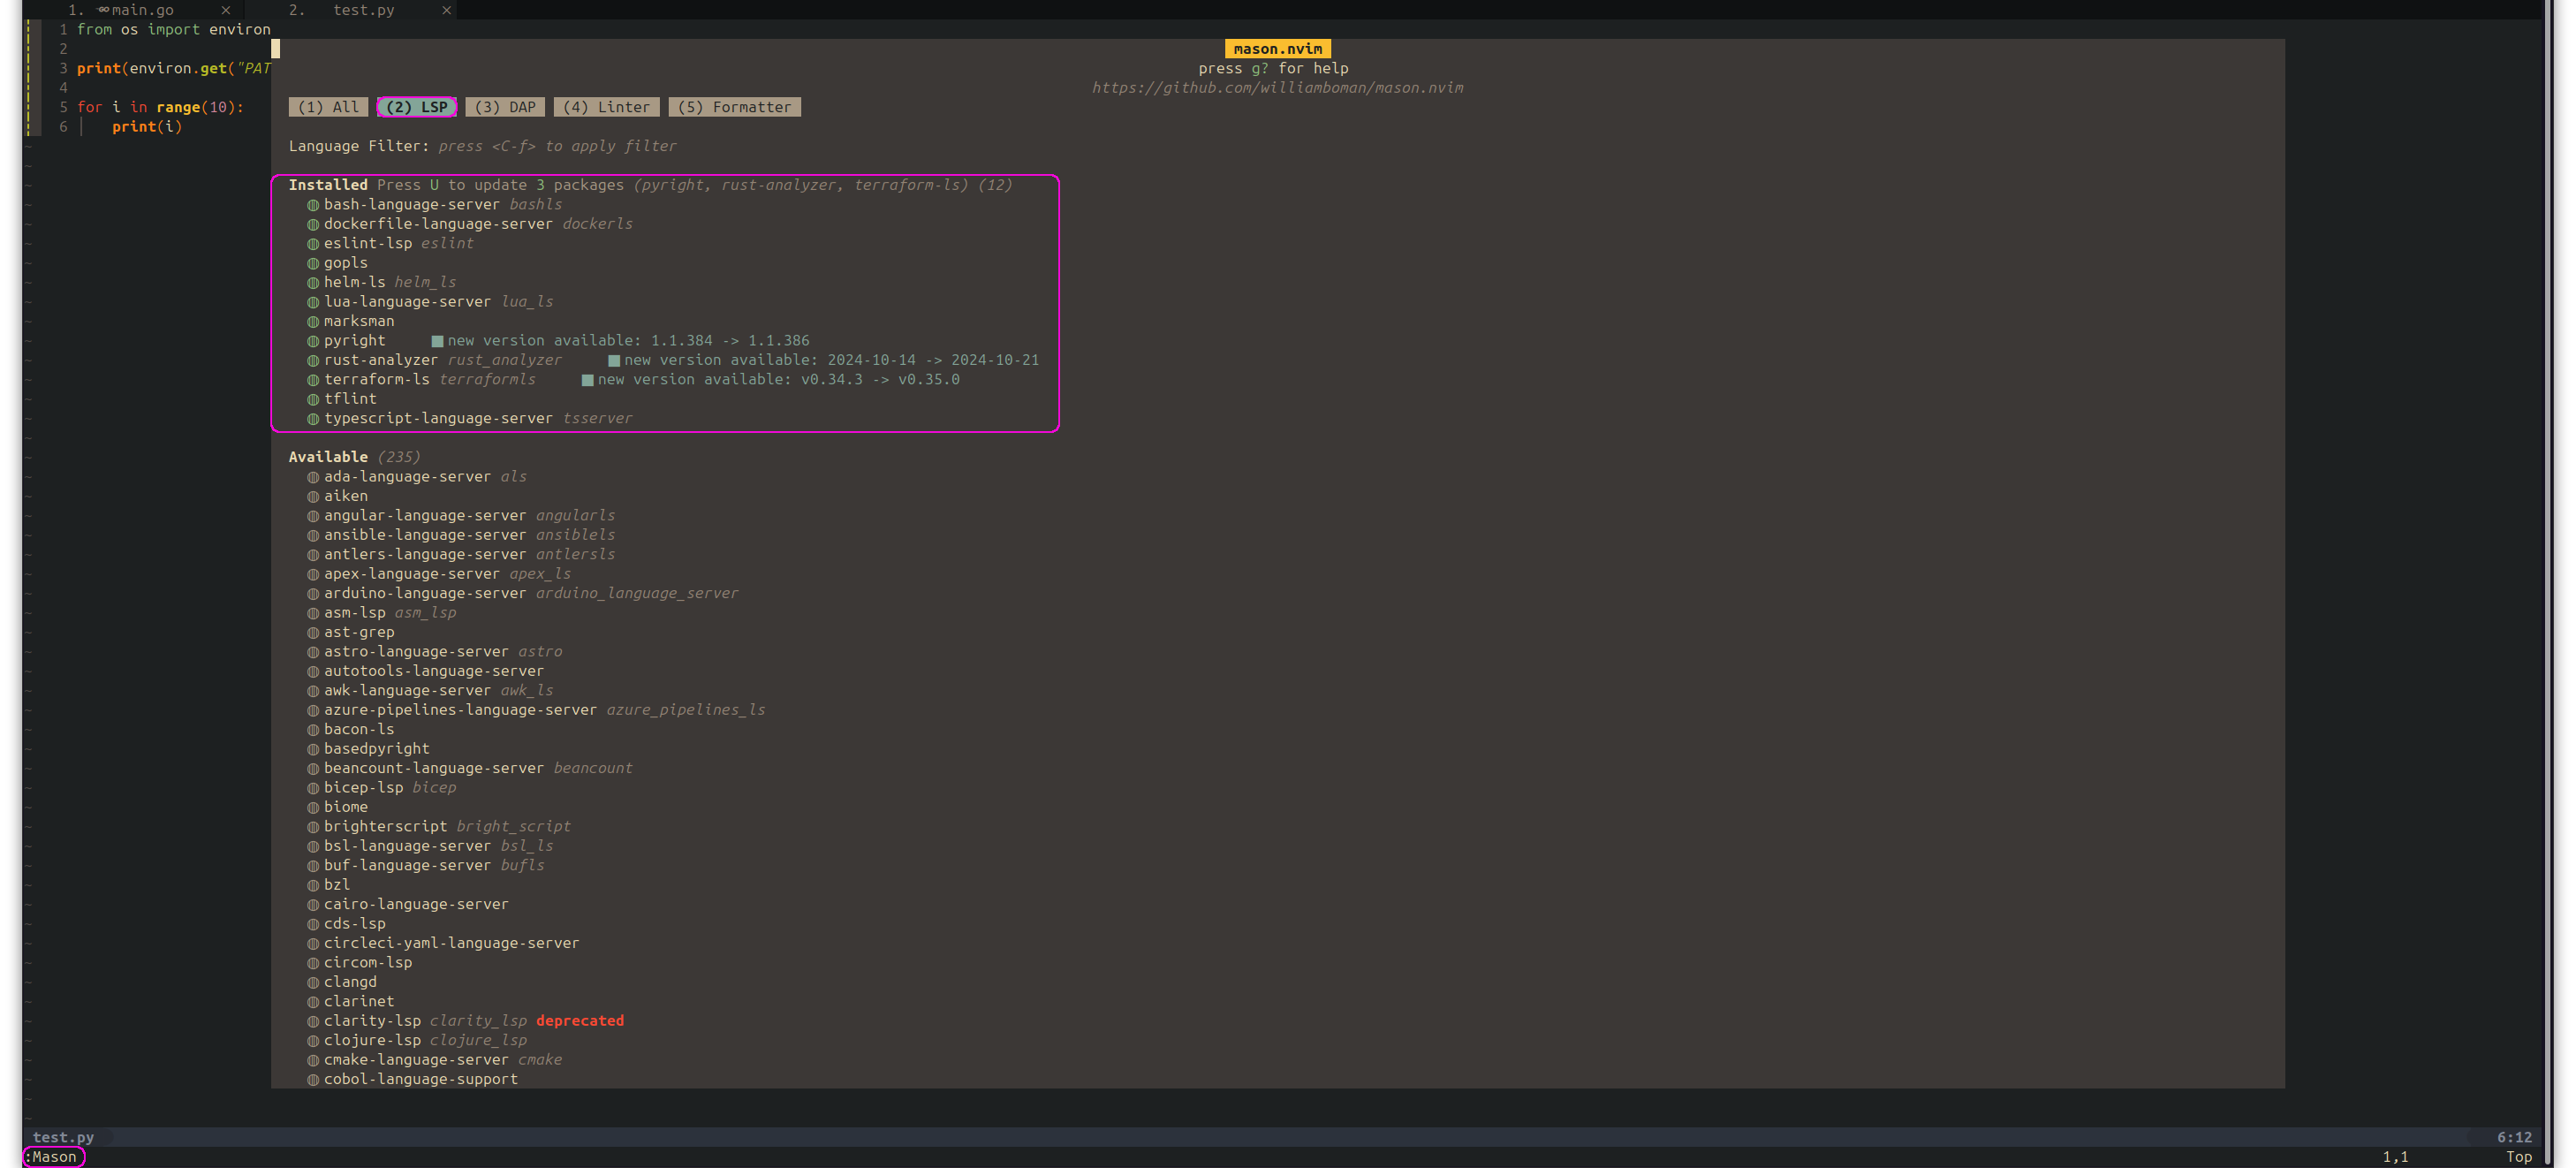 1. main.go × 2. test.py ×
1 from os import environ
2
mason.nvim
3 print(environ.get("PAT
press g? for help
4
https://github.com/williamboman/mason.nvim
5 for i in range(10):
(1) All (2) LSP (3) DAP (4) Linter (5) Formatter
6 print(i)
Language Filter: press <C-f> to apply filter
Installed Press U to update 3 packages (pyright, rust-analyzer, terraform-ls) (12)
bash-language-server bashls
dockerfile-language-server dockerls
eslint-lsp eslint
gopls
helm-ls helm_ls
lua-language-server lua_ls
marksman
pyright new version available: 1.1.384 -> 1.1.386
rust-analyzer rust_analyzer new version available: 2024-10-14 -> 2024-10-21
terraform-ls terraformls new version available: v0.34.3 -> v0.35.0
tflint
typescript-language-server tsserver
Available (235)
ada-language-server als
aiken
angular-language-server angularls
ansible-language-server ansiblels
antlers-language-server antlersls
apex-language-server apex_ls
arduino-language-server arduino_language_server
asm-lsp asm_lsp
ast-grep
astro-language-server astro
autotools-language-server
awk-language-server awk_ls
azure-pipelines-language-server azure_pipelines_ls
bacon-ls
basedpyright
beancount-language-server beancount
bicep-lsp bicep
biome
brighterscript bright_script
bsl-language-server bsl_ls
buf-language-server bufls
bzl
cairo-language-server
cds-lsp
circleci-yaml-language-server
circom-lsp
clangd
clarinet
clarity-lsp clarity_lsp deprecated
clojure-lsp clojure_lsp
cmake-language-server cmake
cobol-language-support
test.py 6:12
:Mason 1,1 Top